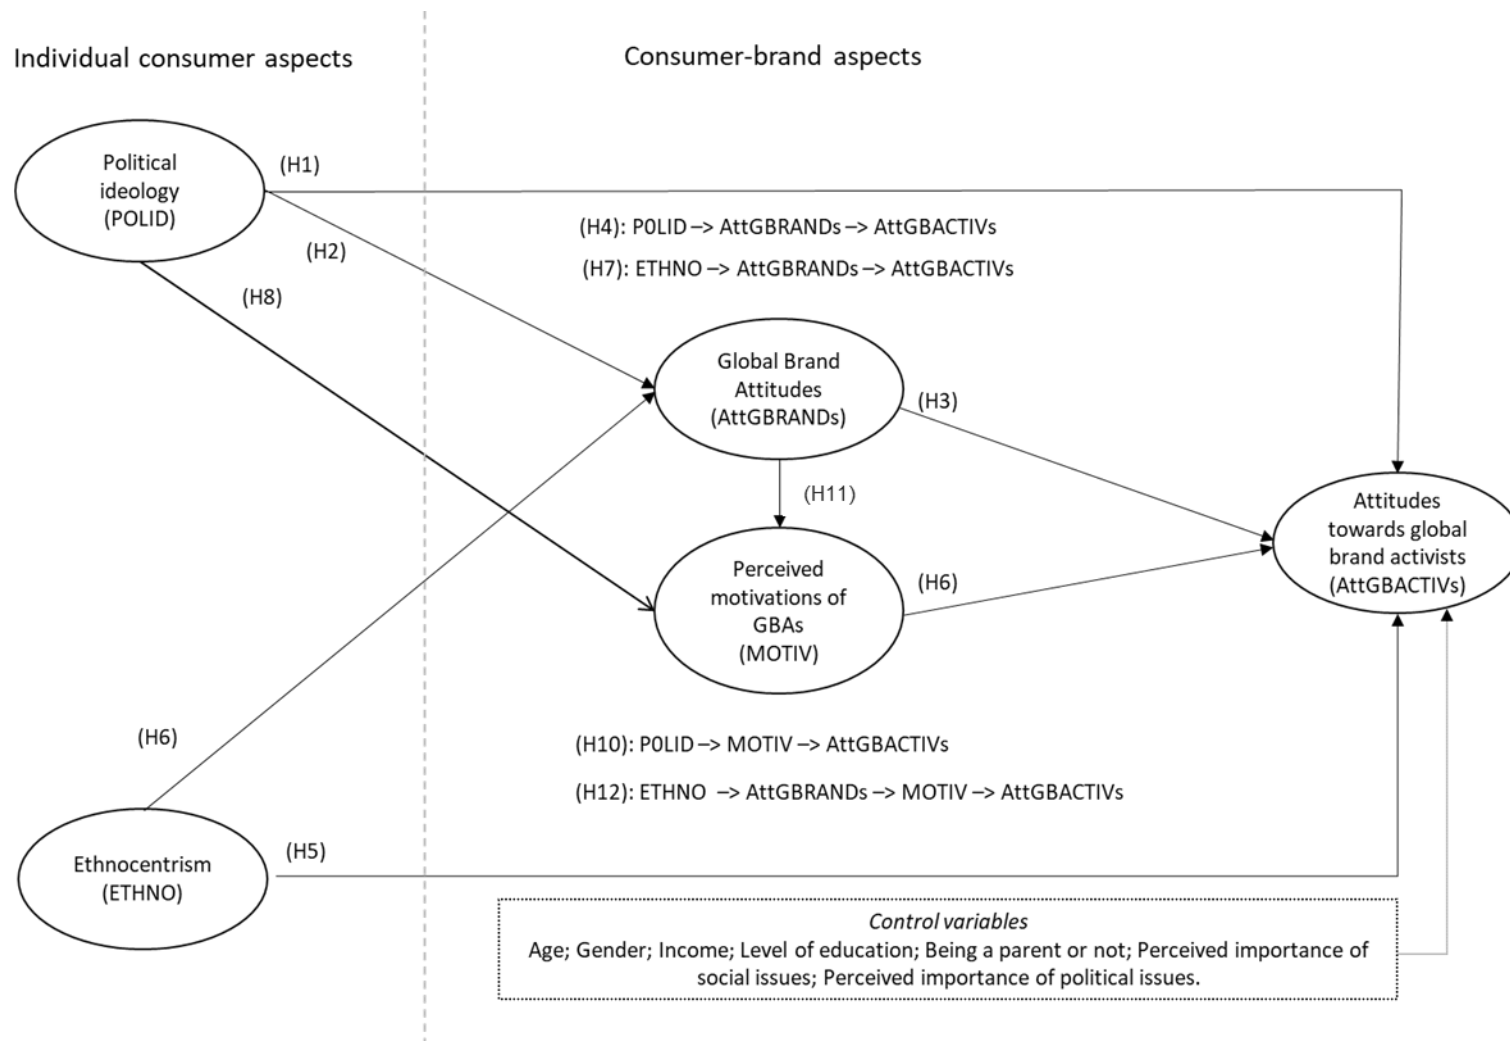 Individual consumer aspects
Consumer-brand aspects
Political
ideology
(POLID)
(H1)
(H2)
(H8)
(H4): P0LID –> AttGBRANDs –> AttGBACTIVs
(H7): ETHNO –> AttGBRANDs –> AttGBACTIVs
Global Brand
Attitudes
(AttGBRANDs)
(H3)
(H11)
Perceived
motivations of
GBAs
(MOTIV)
(H6)
Attitudes
towards global
brand activists
(AttGBACTIVs)
(H6)
(H10): P0LID –> MOTIV –> AttGBACTIVs
(H12): ETHNO –> AttGBRANDs –> MOTIV –> AttGBACTIVs
Ethnocentrism
(ETHNO)
(H5)
Control variables
Age; Gender; Income; Level of education; Being a parent or not; Perceived importance of
social issues; Perceived importance of political issues.